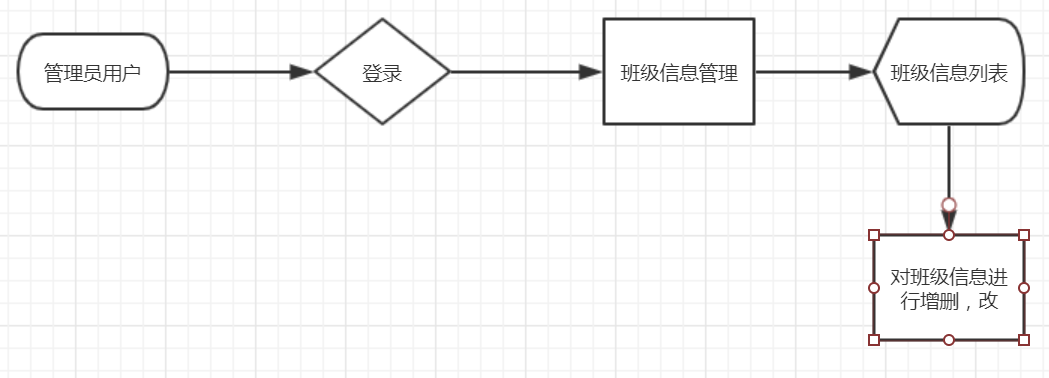 管理员用户
登录
班级信息管理
班级信息列表
对班级信息进
行增删，改